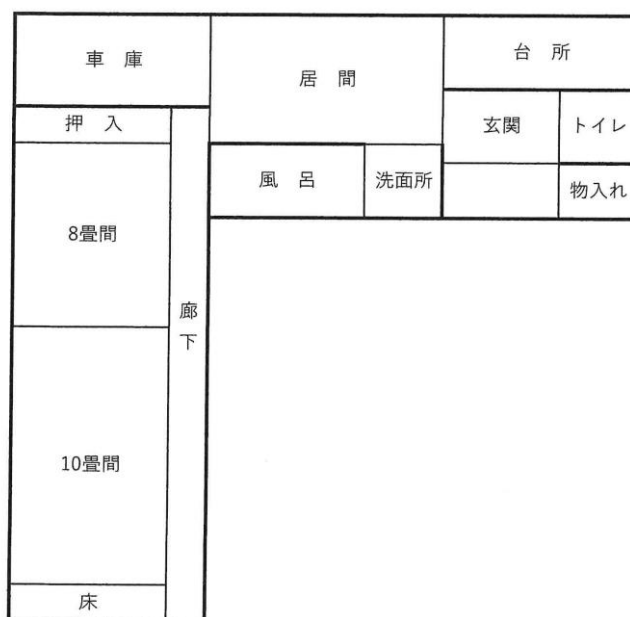 車　庫
居　間
台　所
押　入
玄関
トイレ
風　呂
洗面所
物入れ
8畳間
廊下
10畳間
床